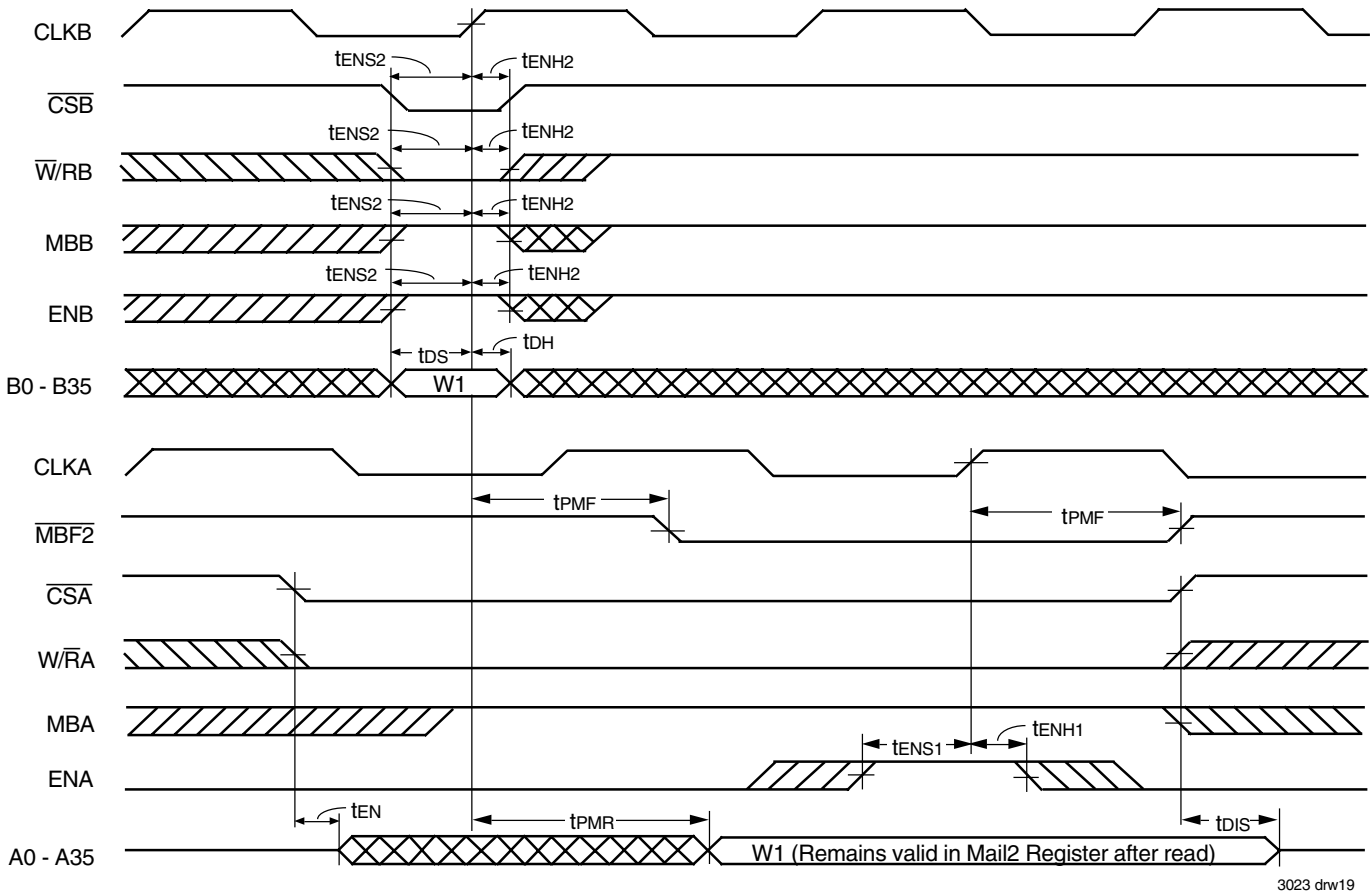 CLKB
tENS2 tENH2
CSB
tENS2 tENH2
W/RB
tENS2 tENH2
MBB
tENS2 tENH2
ENB
tDS tDH
B0 - B35 W1
CLKA
tPMF tPMF
MBF2
CSA
W/RA
MBA
tENS1 tENH1
ENA
tEN tPMR tDIS
A0 - A35 W1 (Remains valid in Mail2 Register after read)
3023 drw19